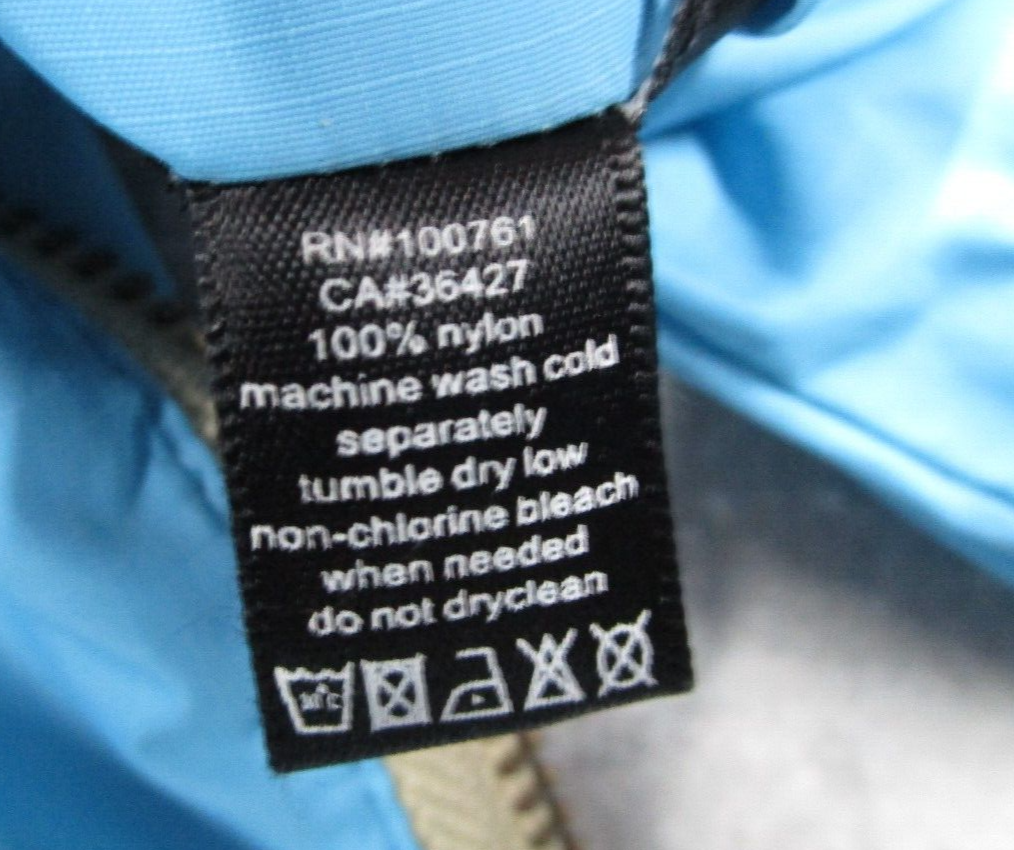 RN#100761
CA#36427
100% nylon
machine wash cold
separately
tumble dry low
non-chlorine bleach
when needed
do not dryclean